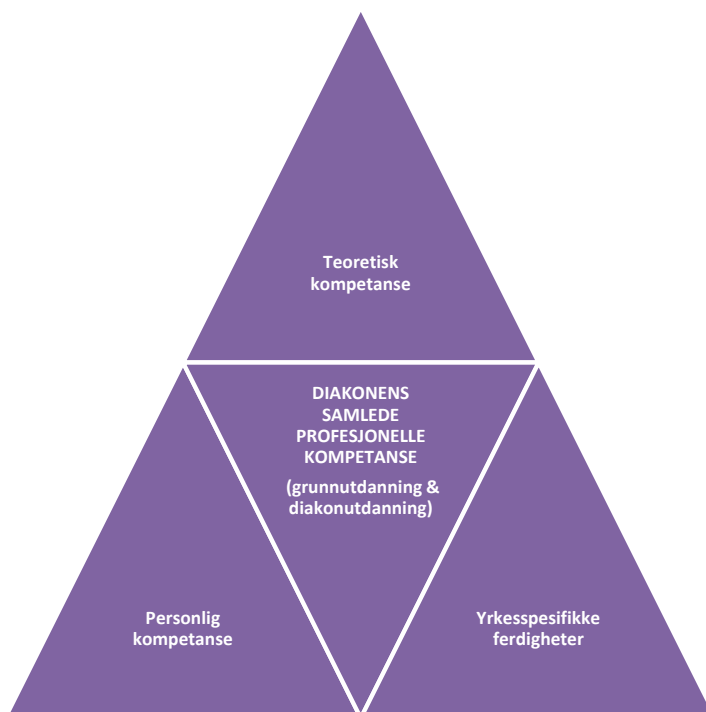 Teoretisk
kompetanse
DIAKONENS
SAMLEDE
PROFESJONELLE
KOMPETANSE
(grunnutdanning &
diakonutdanning)
Personlig
kompetanse
Yrkesspesifikke
ferdigheter